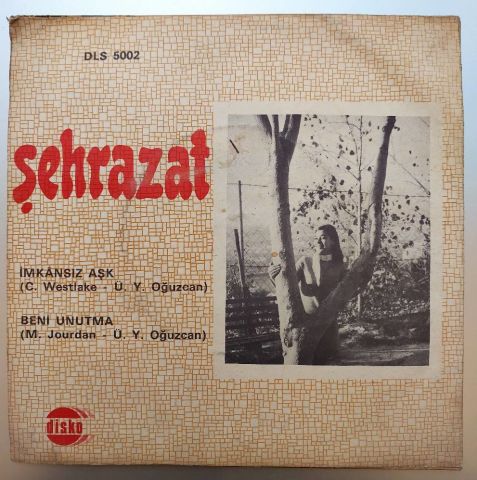 DLS 5002
şehrazat
İMKÂNSIZ AŞK
(C. Westlake - Ü. Y. Oğuzcan)
BENİ UNUTMA
(M. Jourdan - Ü. Y. Oğuzcan)
disko